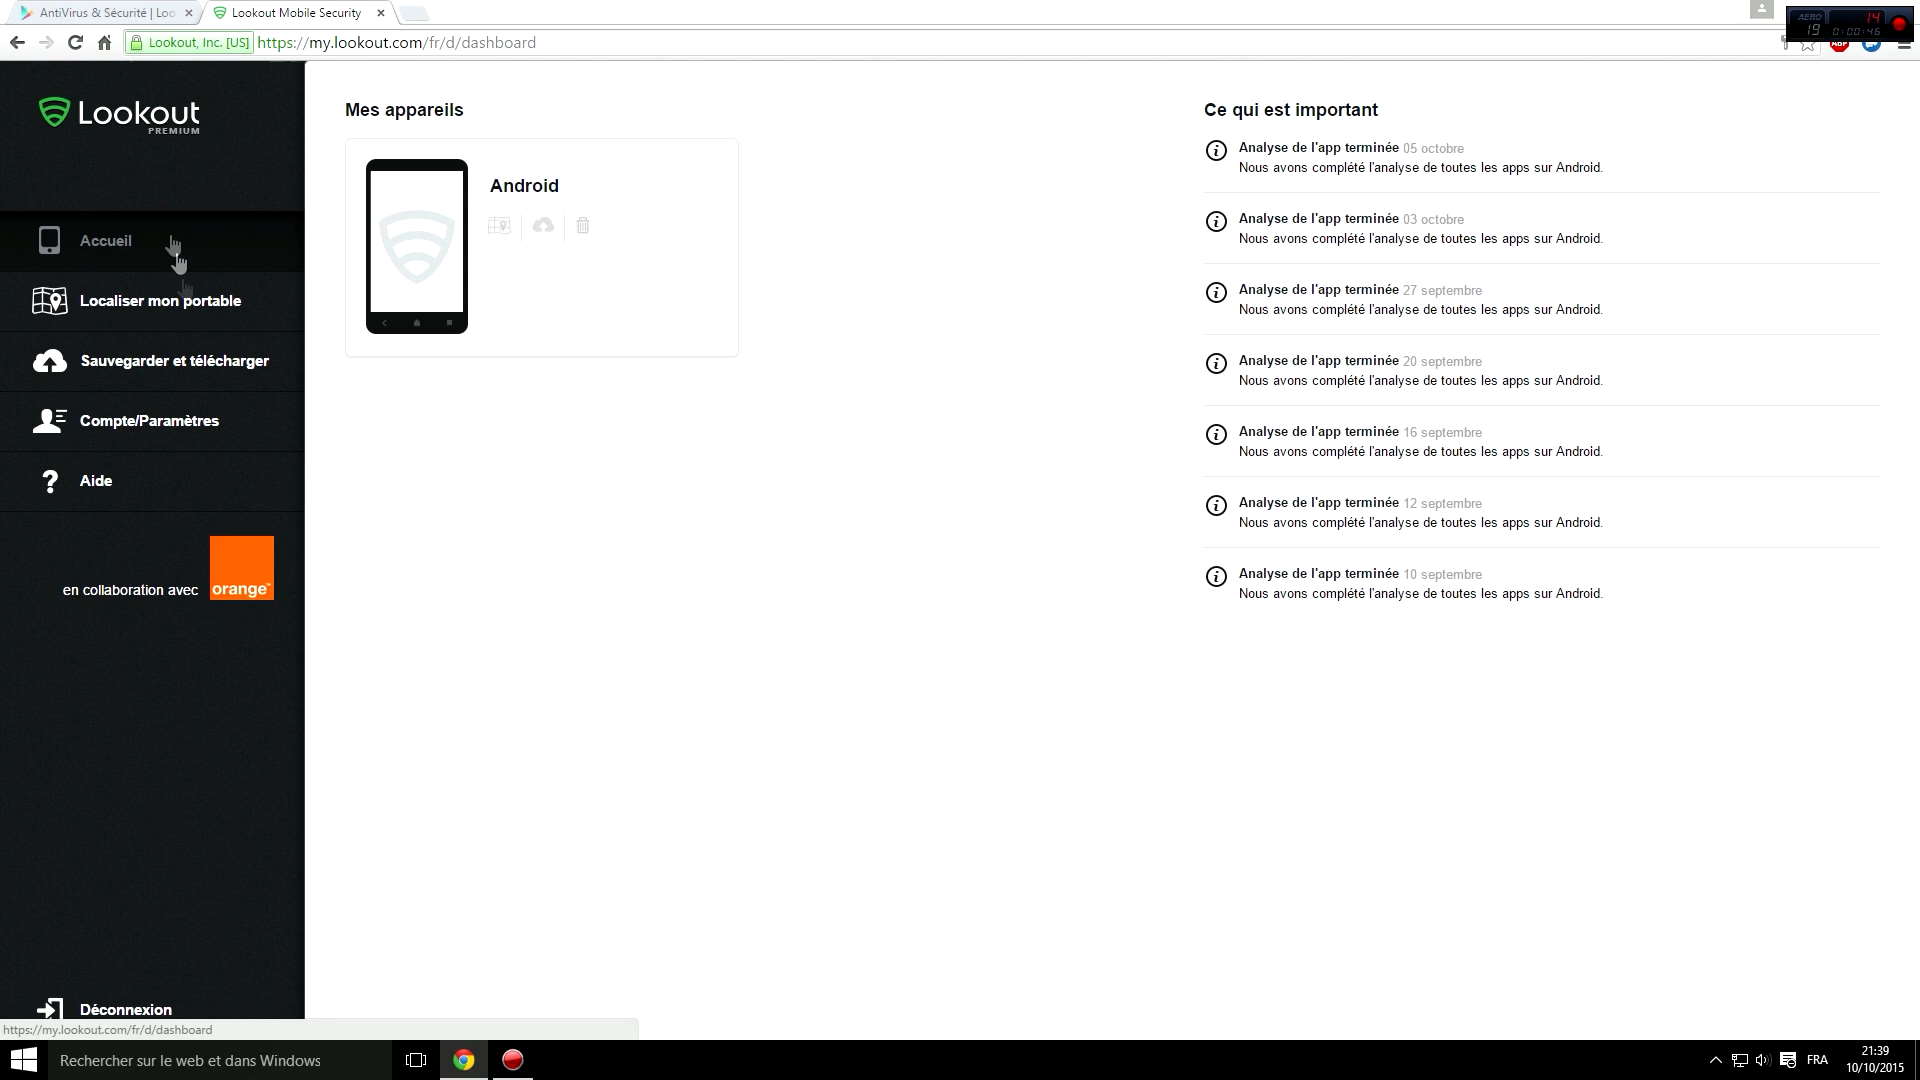 AntiVirus & Sécurité | Loo
Lookout Mobile Security
Lookout, Inc. [US]
https://my.lookout.com/fr/d/dashboard
AERO
14
19
0:00:46
ABP
Lookout
PREMIUM
Accueil
Localiser mon portable
Sauvegarder et télécharger
Compte/Paramètres
Aide
en collaboration avec
orange™
Déconnexion
https://my.lookout.com/fr/d/dashboard
Mes appareils
Android
Ce qui est important
Analyse de l'app terminée 05 octobre
Nous avons complété l'analyse de toutes les apps sur Android.
Analyse de l'app terminée 03 octobre
Nous avons complété l'analyse de toutes les apps sur Android.
Analyse de l'app terminée 27 septembre
Nous avons complété l'analyse de toutes les apps sur Android.
Analyse de l'app terminée 20 septembre
Nous avons complété l'analyse de toutes les apps sur Android.
Analyse de l'app terminée 16 septembre
Nous avons complété l'analyse de toutes les apps sur Android.
Analyse de l'app terminée 12 septembre
Nous avons complété l'analyse de toutes les apps sur Android.
Analyse de l'app terminée 10 septembre
Nous avons complété l'analyse de toutes les apps sur Android.
Rechercher sur le web et dans Windows
FRA
21:39
10/10/2015